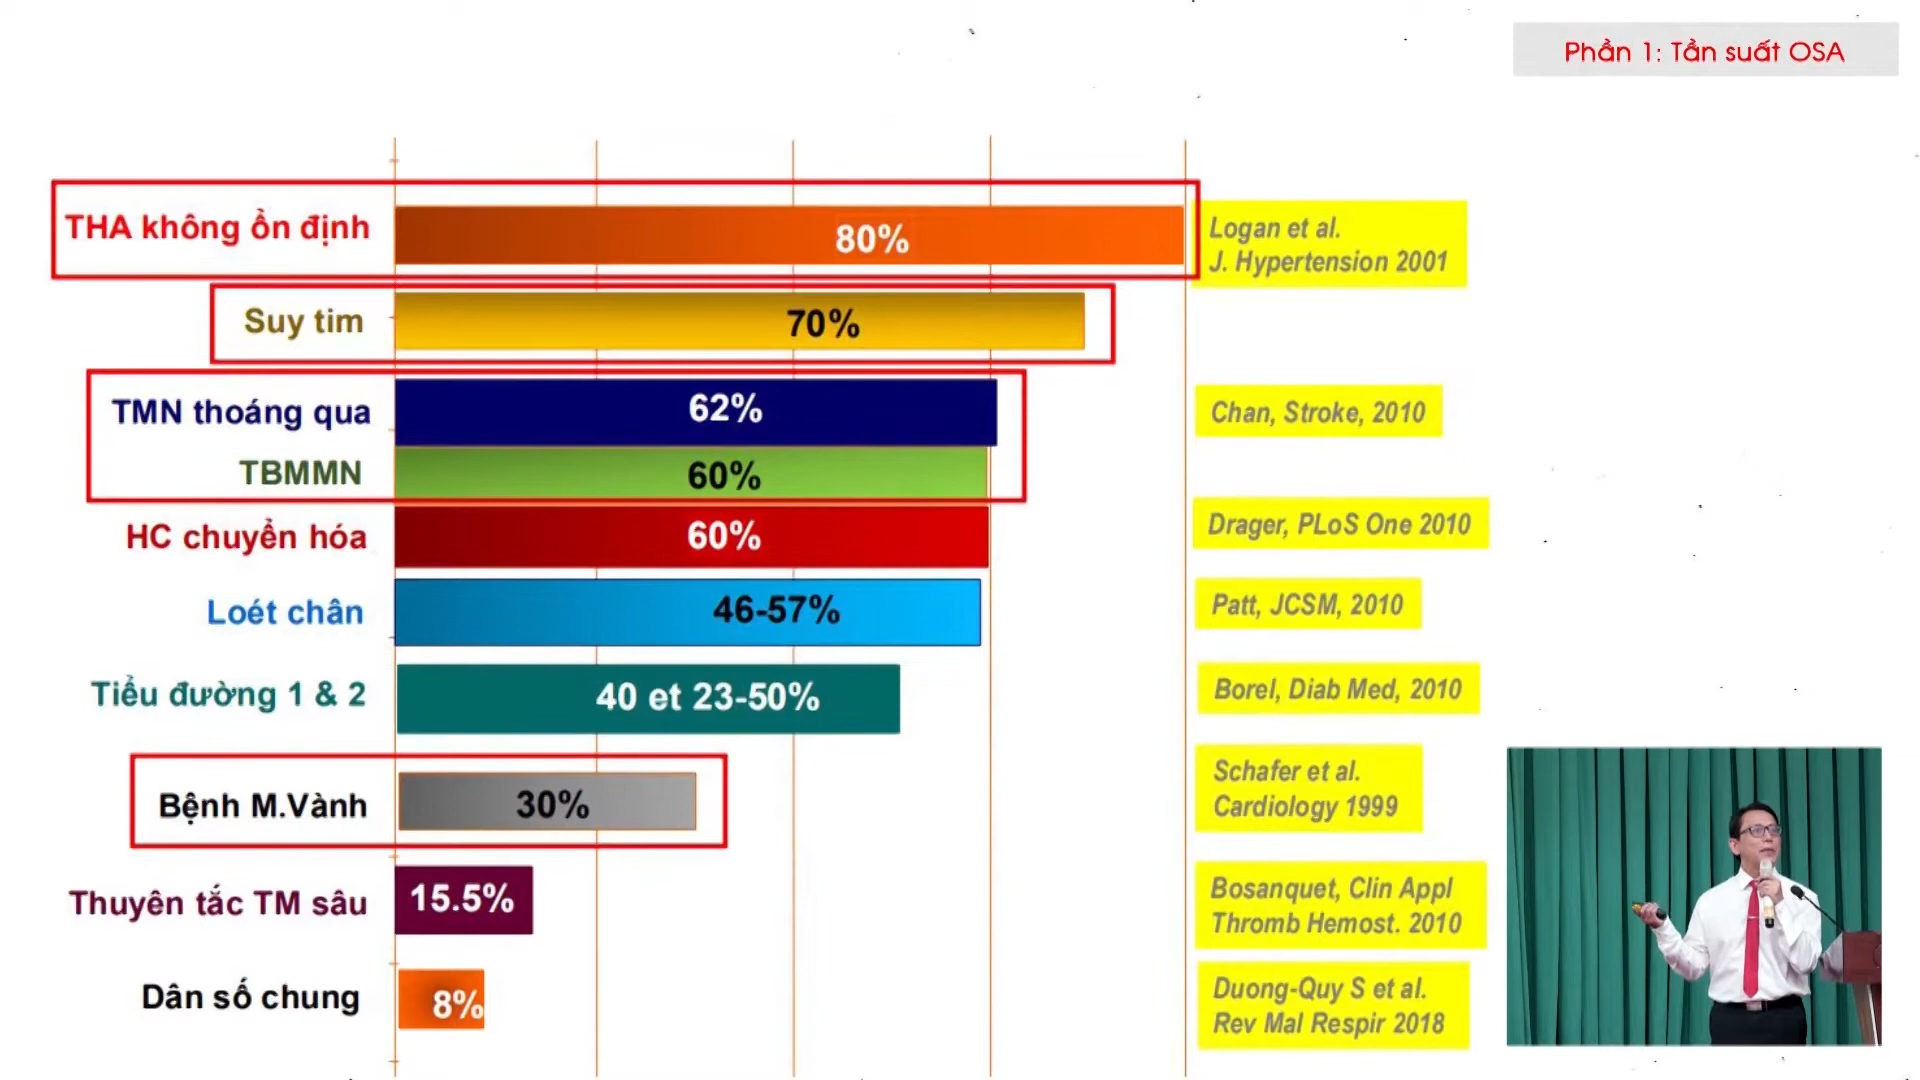 Phần 1: Tần suất OSA
THA không ổn định
80%
Logan et al.
J. Hypertension 2001
Suy tim
70%
TMN thoáng qua
62%
Chan, Stroke, 2010
TBMMN
60%
HC chuyển hóa
60%
Drager, PLoS One 2010
Loét chân
46-57%
Patt, JCSM, 2010
Tiểu đường 1 & 2
40 et 23-50%
Borel, Diab Med, 2010
Bệnh M.Vành
30%
Schafer et al.
Cardiology 1999
Thuyên tắc TM sâu
15.5%
Bosanquet, Clin Appl
Thromb Hemost. 2010
Dân số chung
8%
Duong-Quy S et al.
Rev Mal Respir 2018